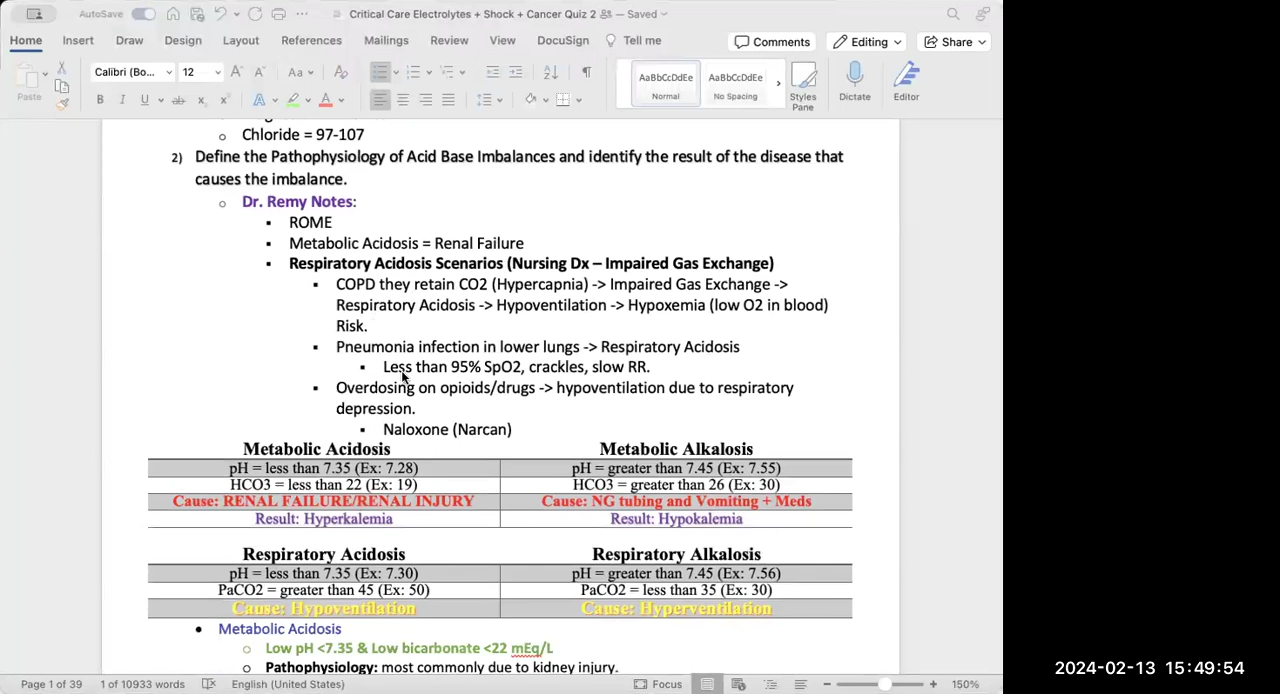 AutoSave
Critical Care Electrolytes + Shock + Cancer Quiz 2 — Saved
Home Insert Draw Design Layout References Mailings Review View DocuSign Tell me Comments Editing Share
Paste
Calibri (Bo... 12
AaBbCcDdEe AaBbCcDdEe
Normal No Spacing Styles Pane Dictate Editor
o Chloride = 97-107
2) Define the Pathophysiology of Acid Base Imbalances and identify the result of the disease that
causes the imbalance.
o Dr. Remy Notes:
▪ ROME
▪ Metabolic Acidosis = Renal Failure
▪ Respiratory Acidosis Scenarios (Nursing Dx – Impaired Gas Exchange)
▪ COPD they retain CO2 (Hypercapnia) -> Impaired Gas Exchange ->
Respiratory Acidosis -> Hypoventilation -> Hypoxemia (low O2 in blood)
Risk.
▪ Pneumonia infection in lower lungs -> Respiratory Acidosis
▪ Less than 95% SpO2, crackles, slow RR.
▪ Overdosing on opioids/drugs -> hypoventilation due to respiratory
depression.
▪ Naloxone (Narcan)
Metabolic Acidosis Metabolic Alkalosis
pH = less than 7.35 (Ex: 7.28) pH = greater than 7.45 (Ex: 7.55)
HCO3 = less than 22 (Ex: 19) HCO3 = greater than 26 (Ex: 30)
Cause: RENAL FAILURE/RENAL INJURY Cause: NG tubing and Vomiting + Meds
Result: Hyperkalemia Result: Hypokalemia
Respiratory Acidosis Respiratory Alkalosis
pH = less than 7.35 (Ex: 7.30) pH = greater than 7.45 (Ex: 7.56)
PaCO2 = greater than 45 (Ex: 50) PaCO2 = less than 35 (Ex: 30)
Cause: Hypoventilation Cause: Hyperventilation
• Metabolic Acidosis
o Low pH <7.35 & Low bicarbonate <22 mEq/L
o Pathophysiology: most commonly due to kidney injury.
Page 1 of 39 1 of 10933 words English (United States) Focus 150%
2024-02-13 15:49:54